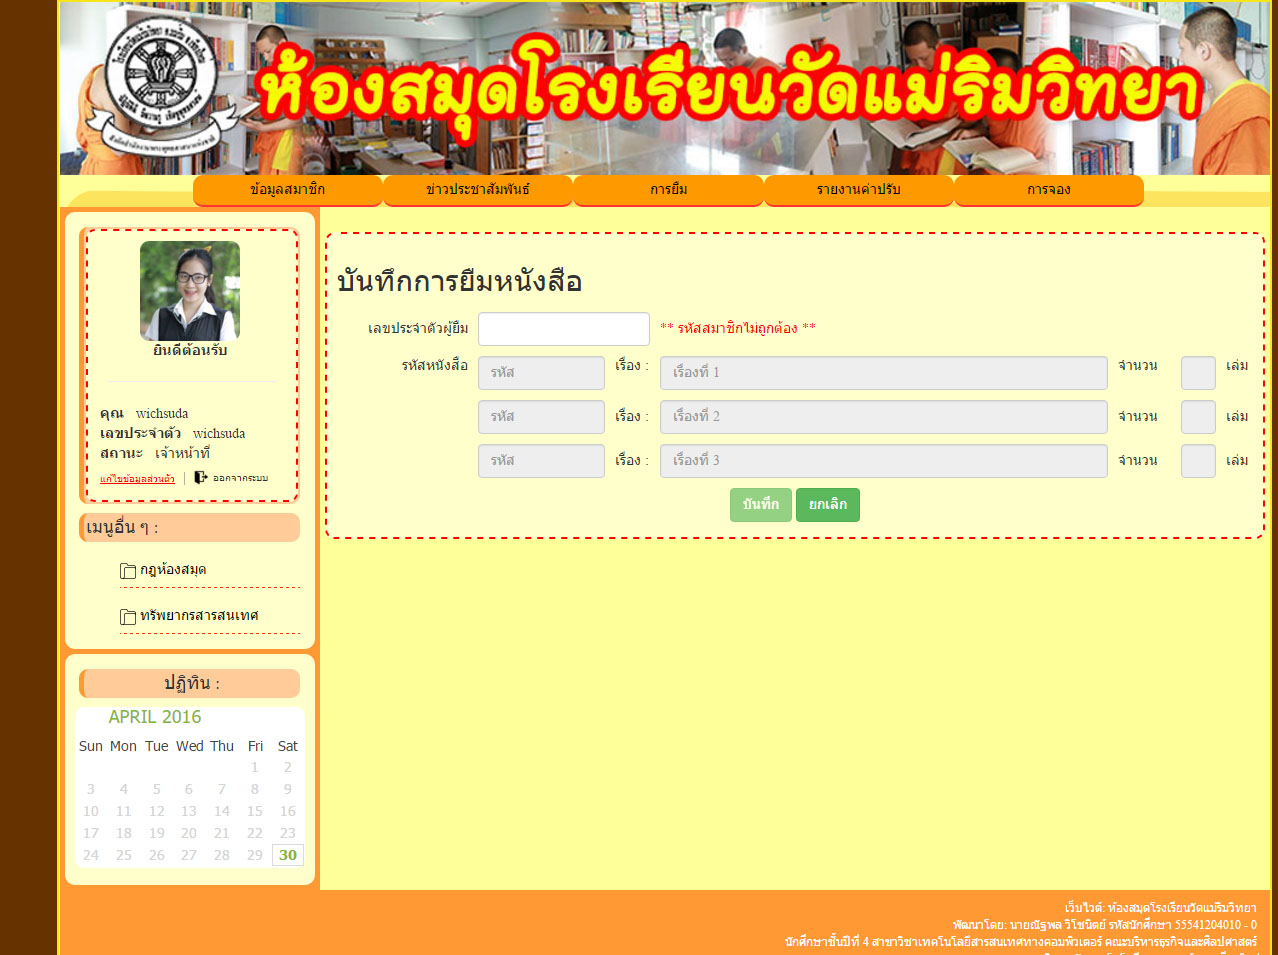 ห้องสมุดโรงเรียนวัดแม่ริมวิทยา
ข้อมูลสมาชิก ข่าวประชาสัมพันธ์ การยืม รายงานค่าปรับ การจอง
ยินดีต้อนรับ
คุณ wichsuda
เลขประจำตัว wichsuda
สถานะ เจ้าหน้าที่
แก้ไขข้อมูลส่วนตัว | ออกจากระบบ
เมนูอื่น ๆ :
กฎห้องสมุด
ทรัพยากรสารสนเทศ
ปฏิทิน :
APRIL 2016
Sun Mon Tue Wed Thu Fri Sat
1 2
3 4 5 6 7 8 9
10 11 12 13 14 15 16
17 18 19 20 21 22 23
24 25 26 27 28 29 30
บันทึกการยืมหนังสือ
เลขประจำตัวผู้ยืม ** รหัสสมาชิกไม่ถูกต้อง **
รหัสหนังสือ รหัส เรื่อง : เรื่องที่ 1 จำนวน เล่ม
รหัส เรื่อง : เรื่องที่ 2 จำนวน เล่ม
รหัส เรื่อง : เรื่องที่ 3 จำนวน เล่ม
บันทึก ยกเลิก
เว็บไวต์: ห้องสมุดโรงเรียนวัดแม่ริมวิทยา
พัฒนาโดย: นายณัฐพล วิโชนิตย์ รหัสนักศึกษา 55541204010 - 0
นักศึกษาชั้นปีที่ 4 สาขาวิชาเทคโนโลยีสารสนเทศทางคอมพิวเตอร์ คณะบริหารธุรกิจและศิลปศาสตร์